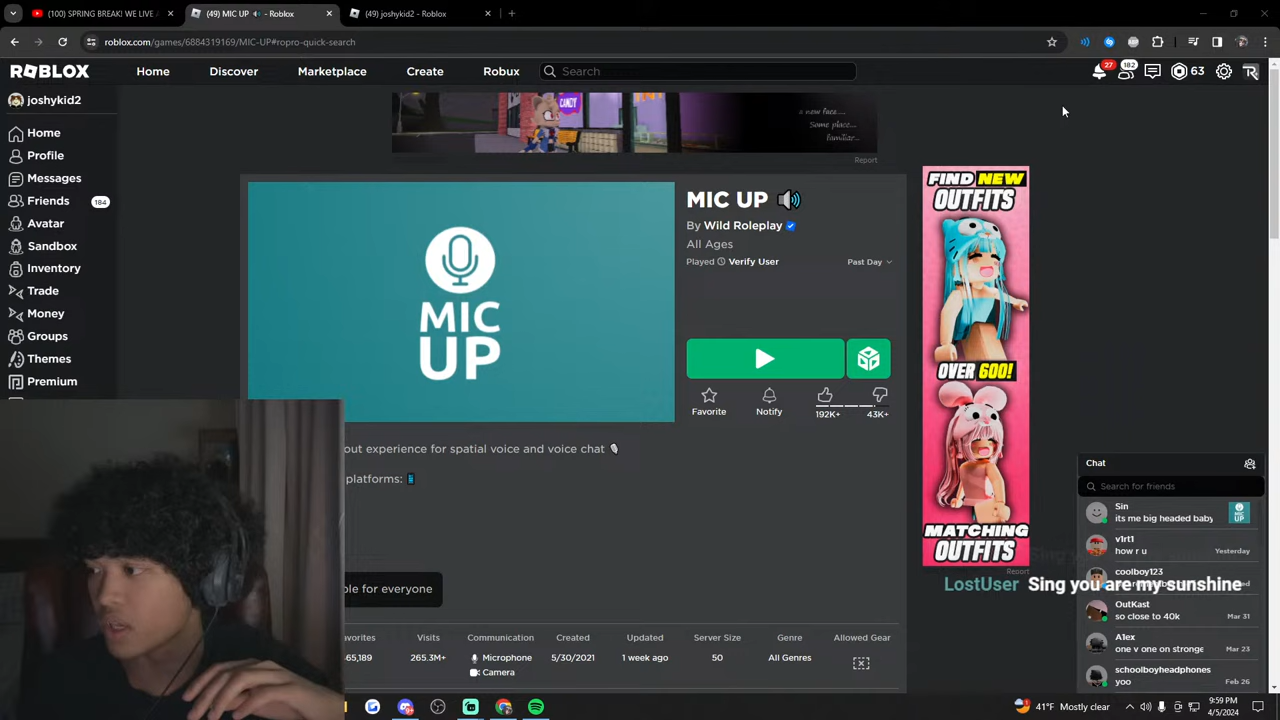 (100) SPRING BREAK! WE LIVE A
(49) MIC UP - Roblox
(49) joshykid2 - Roblox
roblox.com/games/6884319169/MIC-UP#ropro-quick-search
ROBLOX
Home
Discover
Marketplace
Create
Robux
Search
27
182
63
joshykid2
Home
Profile
Messages
Friends
184
Avatar
Sandbox
Inventory
Trade
Money
Groups
Themes
Premium
CANDY
a new face....
Some place...
familiar...
Report
MIC
UP
MIC UP
By Wild Roleplay
All Ages
Played Verify User
Past Day
Favorite
Notify
192K+
43K+
out experience for spatial voice and voice chat
platforms:
ble for everyone
Visits
265.3M+
Communication
Microphone
Camera
Created
5/30/2021
Updated
1 week ago
Server Size
50
Genre
All Genres
Allowed Gear
FIND NEW
OUTFITS
OVER 600!
MATCHING
OUTFITS
Report
LostUser Sing you are my sunshine
Chat
Search for friends
Sin
its me big headed baby
MIC
UP
v1rt1
how r u
Yesterday
coolboy123
OutKast
so close to 40k
Mar 31
A1ex
one v one on stronge
Mar 23
schoolboyheadphones
yoo
Feb 26
41°F Mostly clear
9:59 PM
4/5/2024